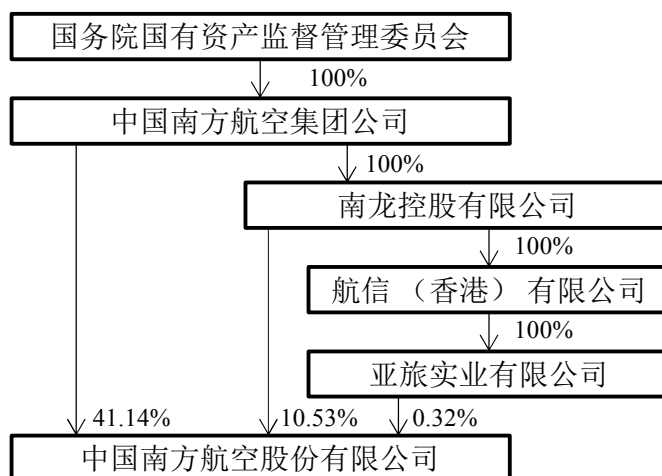 国务院国有资产监督管理委员会
100%
中国南方航空集团公司
100%
南龙控股有限公司
100%
航信 （香港） 有限公司
100%
亚旅实业有限公司
41.14%
10.53%
0.32%
中国南方航空股份有限公司